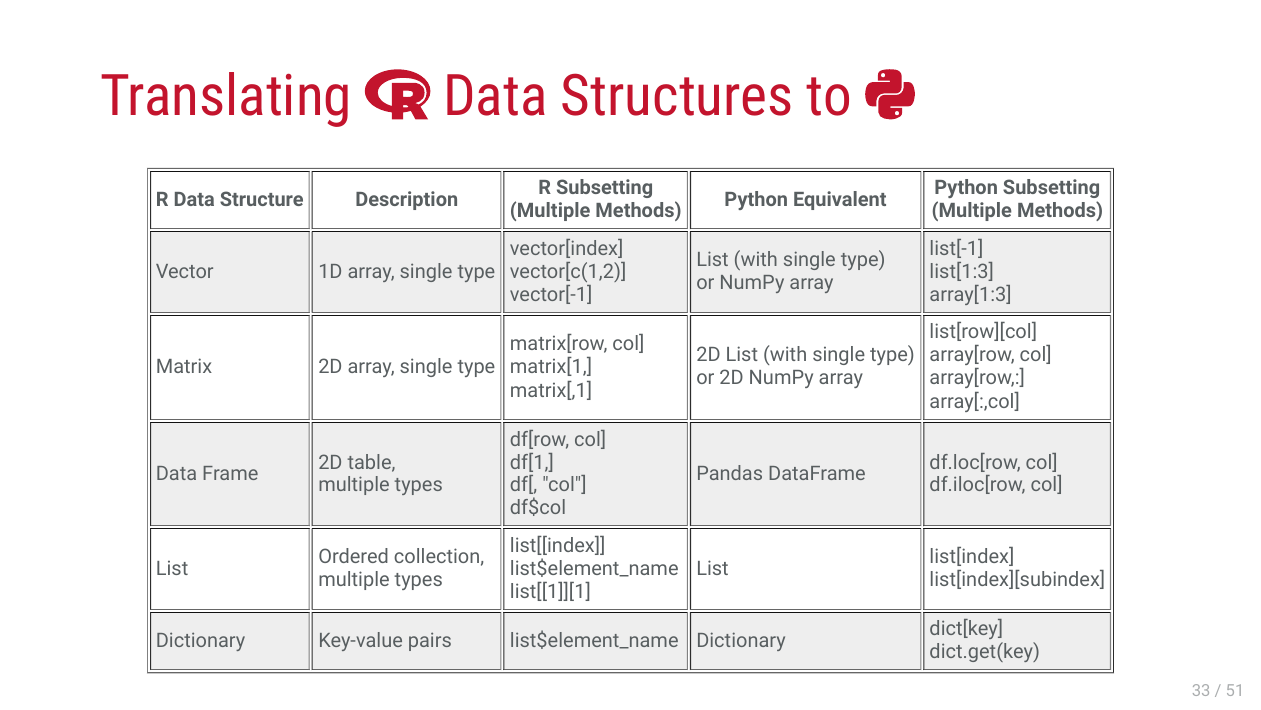 Translating R Data Structures to
R Data Structure
Description
R Subsetting
(Multiple Methods)
Python Equivalent
Python Subsetting
(Multiple Methods)
Vector
1D array, single type
vector[index]
vector[c(1,2)]
vector[-1]
List (with single type)
or NumPy array
list[-1]
list[1:3]
array[1:3]
Matrix
2D array, single type
matrix[row, col]
matrix[1,]
matrix[,1]
2D List (with single type)
or 2D NumPy array
list[row][col]
array[row, col]
array[row,:]
array[:,col]
Data Frame
2D table,
multiple types
df[row, col]
df[1,]
df[, "col"]
df$col
Pandas DataFrame
df.loc[row, col]
df.iloc[row, col]
List
Ordered collection,
multiple types
list[[index]]
list$element_name
list[[1]][1]
List
list[index]
list[index][subindex]
Dictionary
Key-value pairs
list$element_name
Dictionary
dict[key]
dict.get(key)
33 / 51